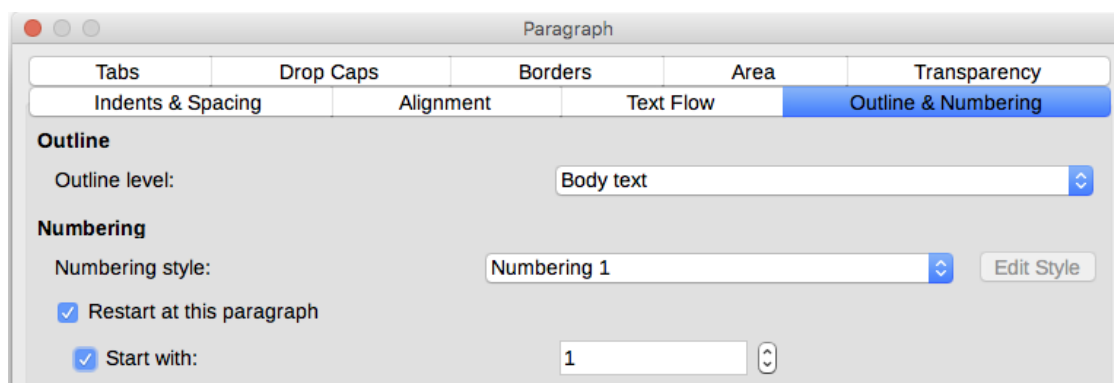 Paragraph
Tabs Drop Caps Borders Area Transparency
Indents & Spacing Alignment Text Flow Outline & Numbering
Outline
Outline level: Body text
Numbering
Numbering style: Numbering 1 Edit Style
Restart at this paragraph
Start with: 1